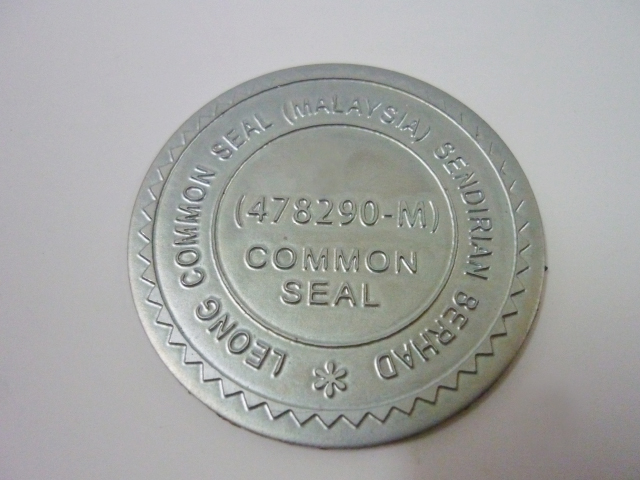 LEONG COMMON SEAL (MALAYSIA) SENDIRIAN BERHAD
(478290-M)
COMMON
SEAL